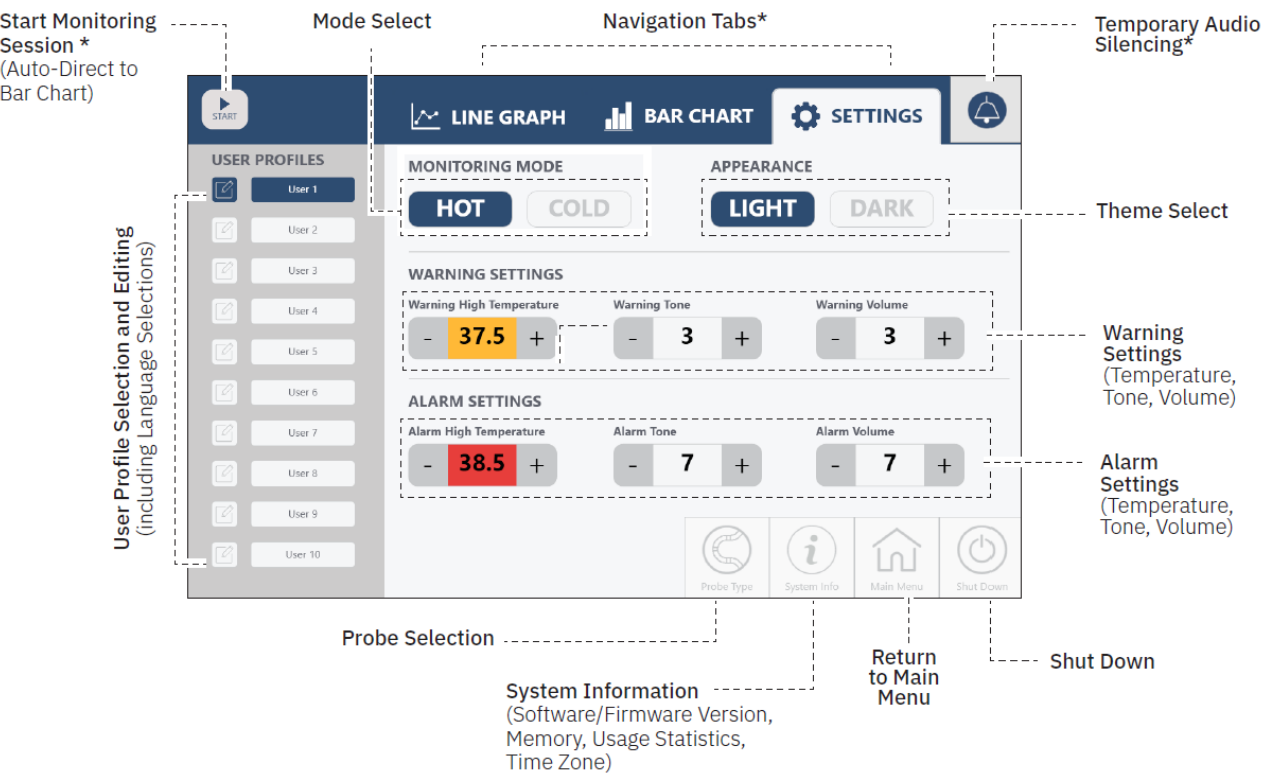 Start Monitoring
Session *
(Auto-Direct to
Bar Chart)
Mode Select
Navigation Tabs*
Temporary Audio
Silencing*
START
LINE GRAPH
BAR CHART
SETTINGS
USER PROFILES
User 1
User 2
User 3
User 4
User 5
User 6
User 7
User 8
User 9
User 10
User Profile Selection and Editing
(including Language Selections)
MONITORING MODE
HOT
COLD
APPEARANCE
LIGHT
DARK
Theme Select
WARNING SETTINGS
Warning High Temperature
- 37.5 +
Warning Tone
- 3 +
Warning Volume
- 3 +
Warning
Settings
(Temperature,
Tone, Volume)
ALARM SETTINGS
Alarm High Temperature
- 38.5 +
Alarm Tone
- 7 +
Alarm Volume
- 7 +
Alarm
Settings
(Temperature,
Tone, Volume)
Probe Type
i
System Info
Main Menu
Shut Down
Probe Selection
System Information
(Software/Firmware Version,
Memory, Usage Statistics,
Time Zone)
Return
to Main
Menu
Shut Down